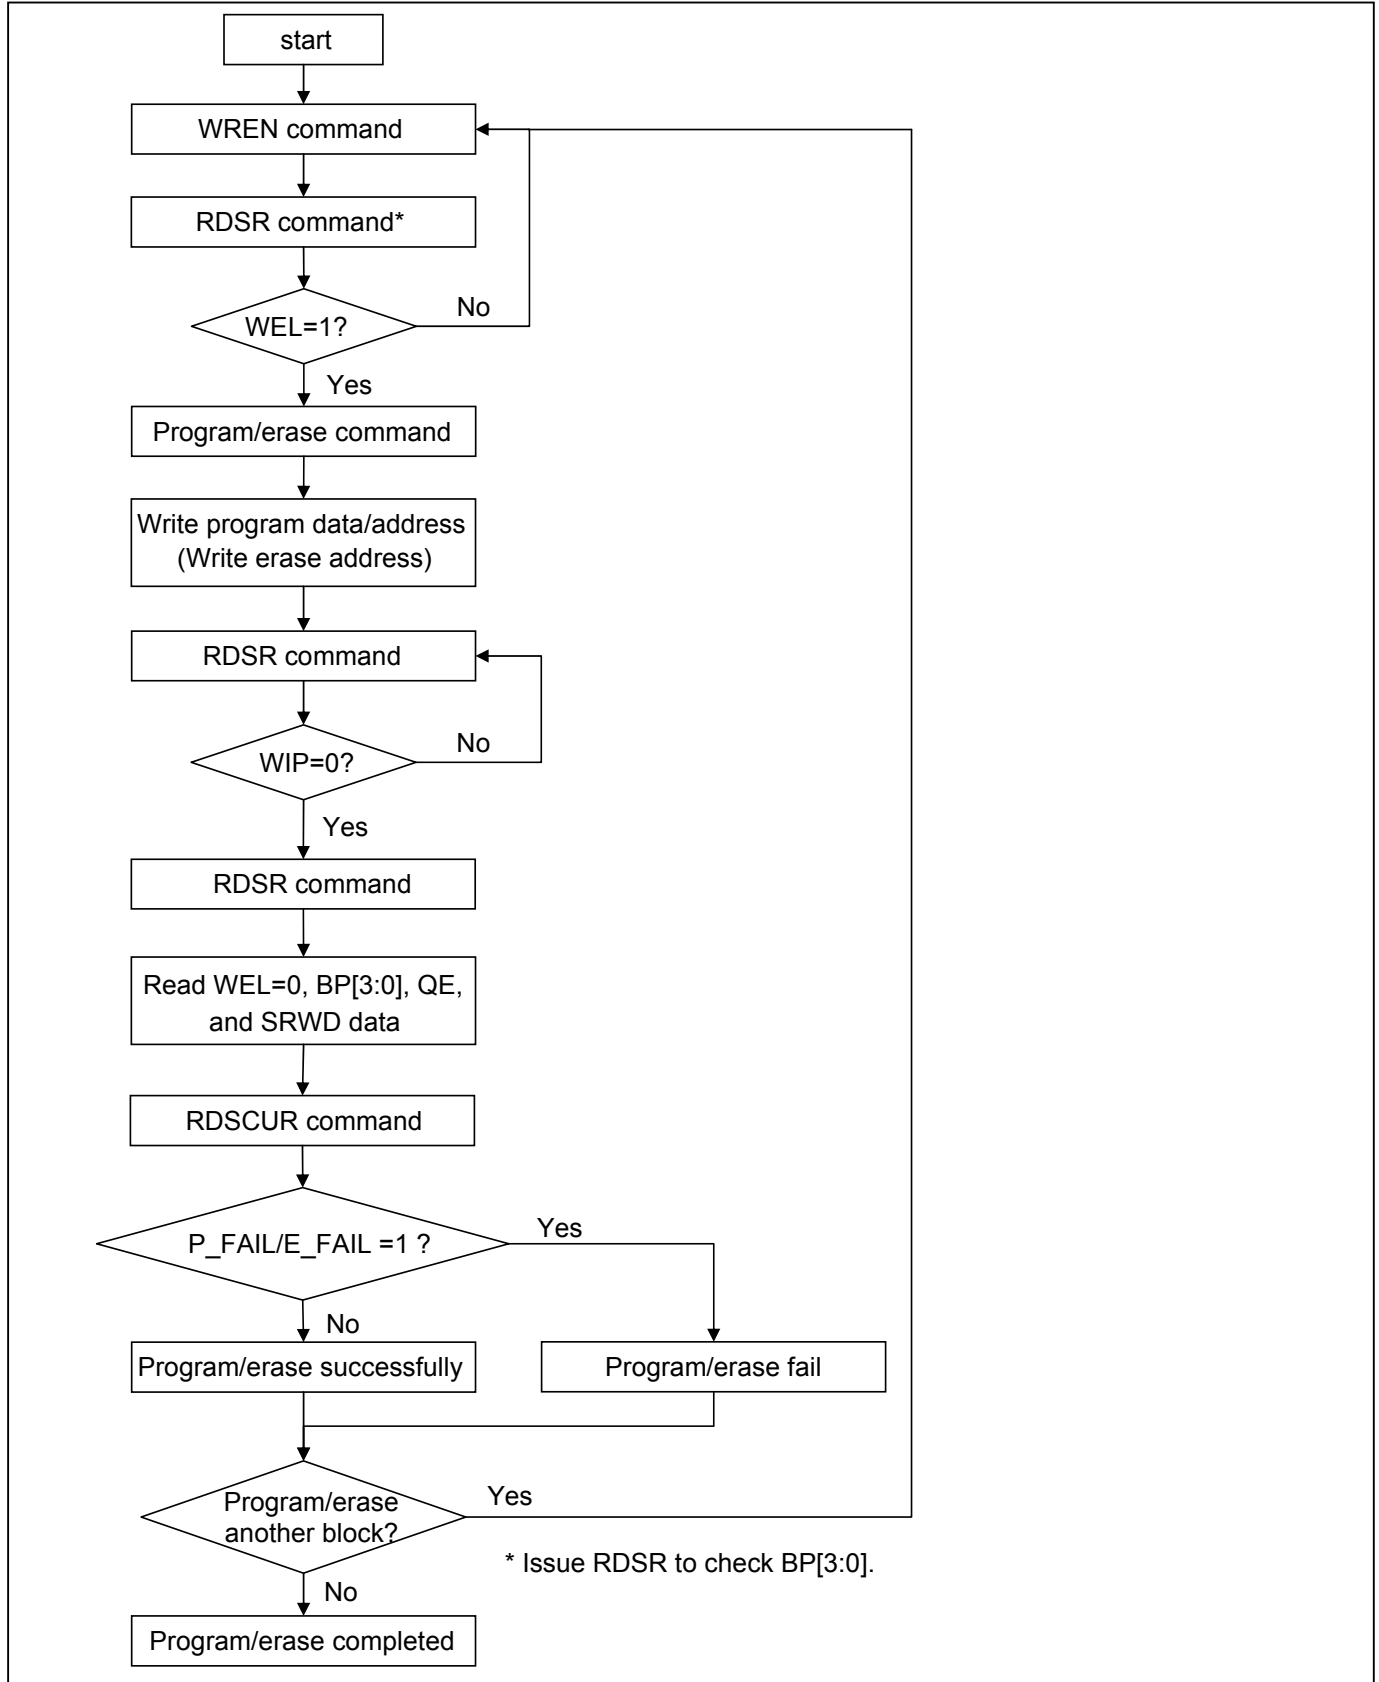 start
WREN command
RDSR command*
WEL=1?
No
Yes
Program/erase command
Write program data/address
(Write erase address)
RDSR command
WIP=0?
No
Yes
RDSR command
Read WEL=0, BP[3:0], QE,
and SRWD data
RDSCUR command
P_FAIL/E_FAIL =1 ?
Yes
No
Program/erase successfully
Program/erase fail
Program/erase
another block?
Yes
* Issue RDSR to check BP[3:0].
No
Program/erase completed